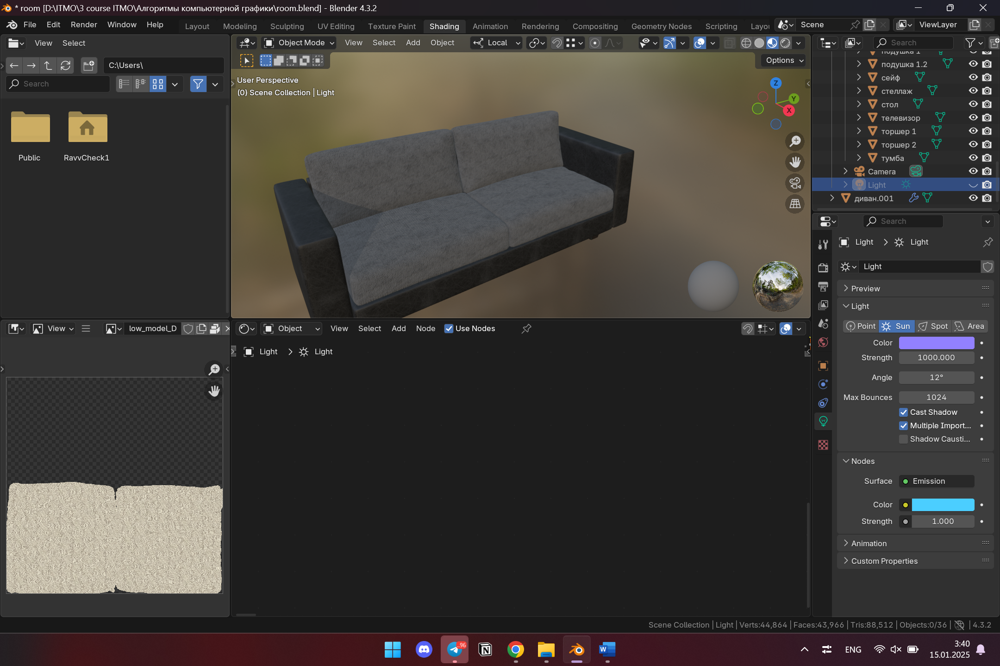 * room [D:\ITMO\3 course ITMO\Алгоритмы компьютерной графики\room.blend] - Blender 4.3.2
File Edit Render Window Help
Layout Modeling Sculpting UV Editing Texture Paint Shading Animation Rendering Compositing Geometry Nodes Scripting Layou
Scene
ViewLayer
View Select
C:\Users\
Search
Public
RavvCheck1
Object Mode View Select Add Object
Local
Options
User Perspective
(0) Scene Collection | Light
Z
Y
X
Search
подушка 1
подушка 1.2
сейф
стеллаж
стол
телевизор
торшер 1
торшер 2
тумба
Camera
Light
диван.001
Search
Light > Light
Light
Preview
Light
Point Sun Spot Area
Color
Strength 1000.000
Angle 12°
Max Bounces 1024
Cast Shadow
Multiple Import...
Shadow Causti...
Nodes
Surface Emission
Color
Strength 1.000
Animation
Custom Properties
View
low_model_D
Object View Select Add Node Use Nodes
Light > Light
Scene Collection | Light | Verts:44,864 | Faces:43,966 | Tris:88,512 | Objects:0/36 | 4.3.2
..96
N
W
ENG
3:40
15.01.2025